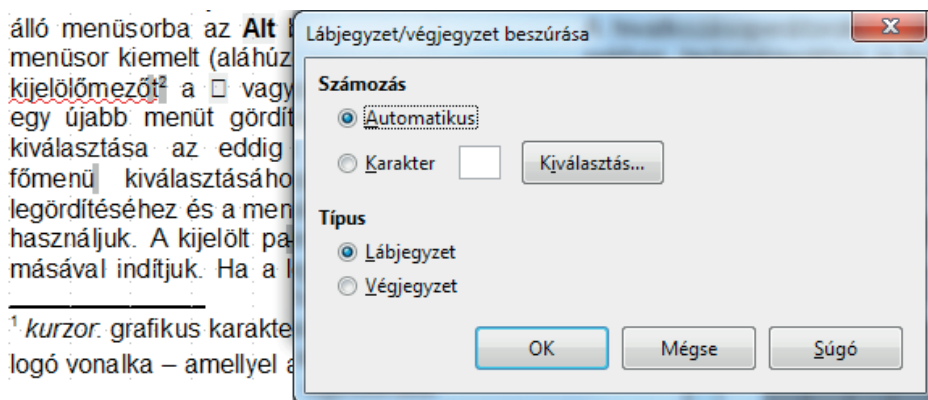 álló menüsorba az Alt
menüsor kiemelt (aláhúz
kijelölőmezőt² a □ vagy
egy újabb menüt gördít
kiválasztása az eddig
főmenü kiválasztásáho
legördítéséhez és a men
használjuk. A kijelölt pa
másával indítjuk. Ha a l
¹ kurzor: grafikus karakte
logó vonalka – amellyel a
Lábjegyzet/végjegyzet beszúrása
Számozás
Automatikus
Karakter Kiválasztás...
Típus
Lábjegyzet
Végjegyzet
OK Mégse Súgó